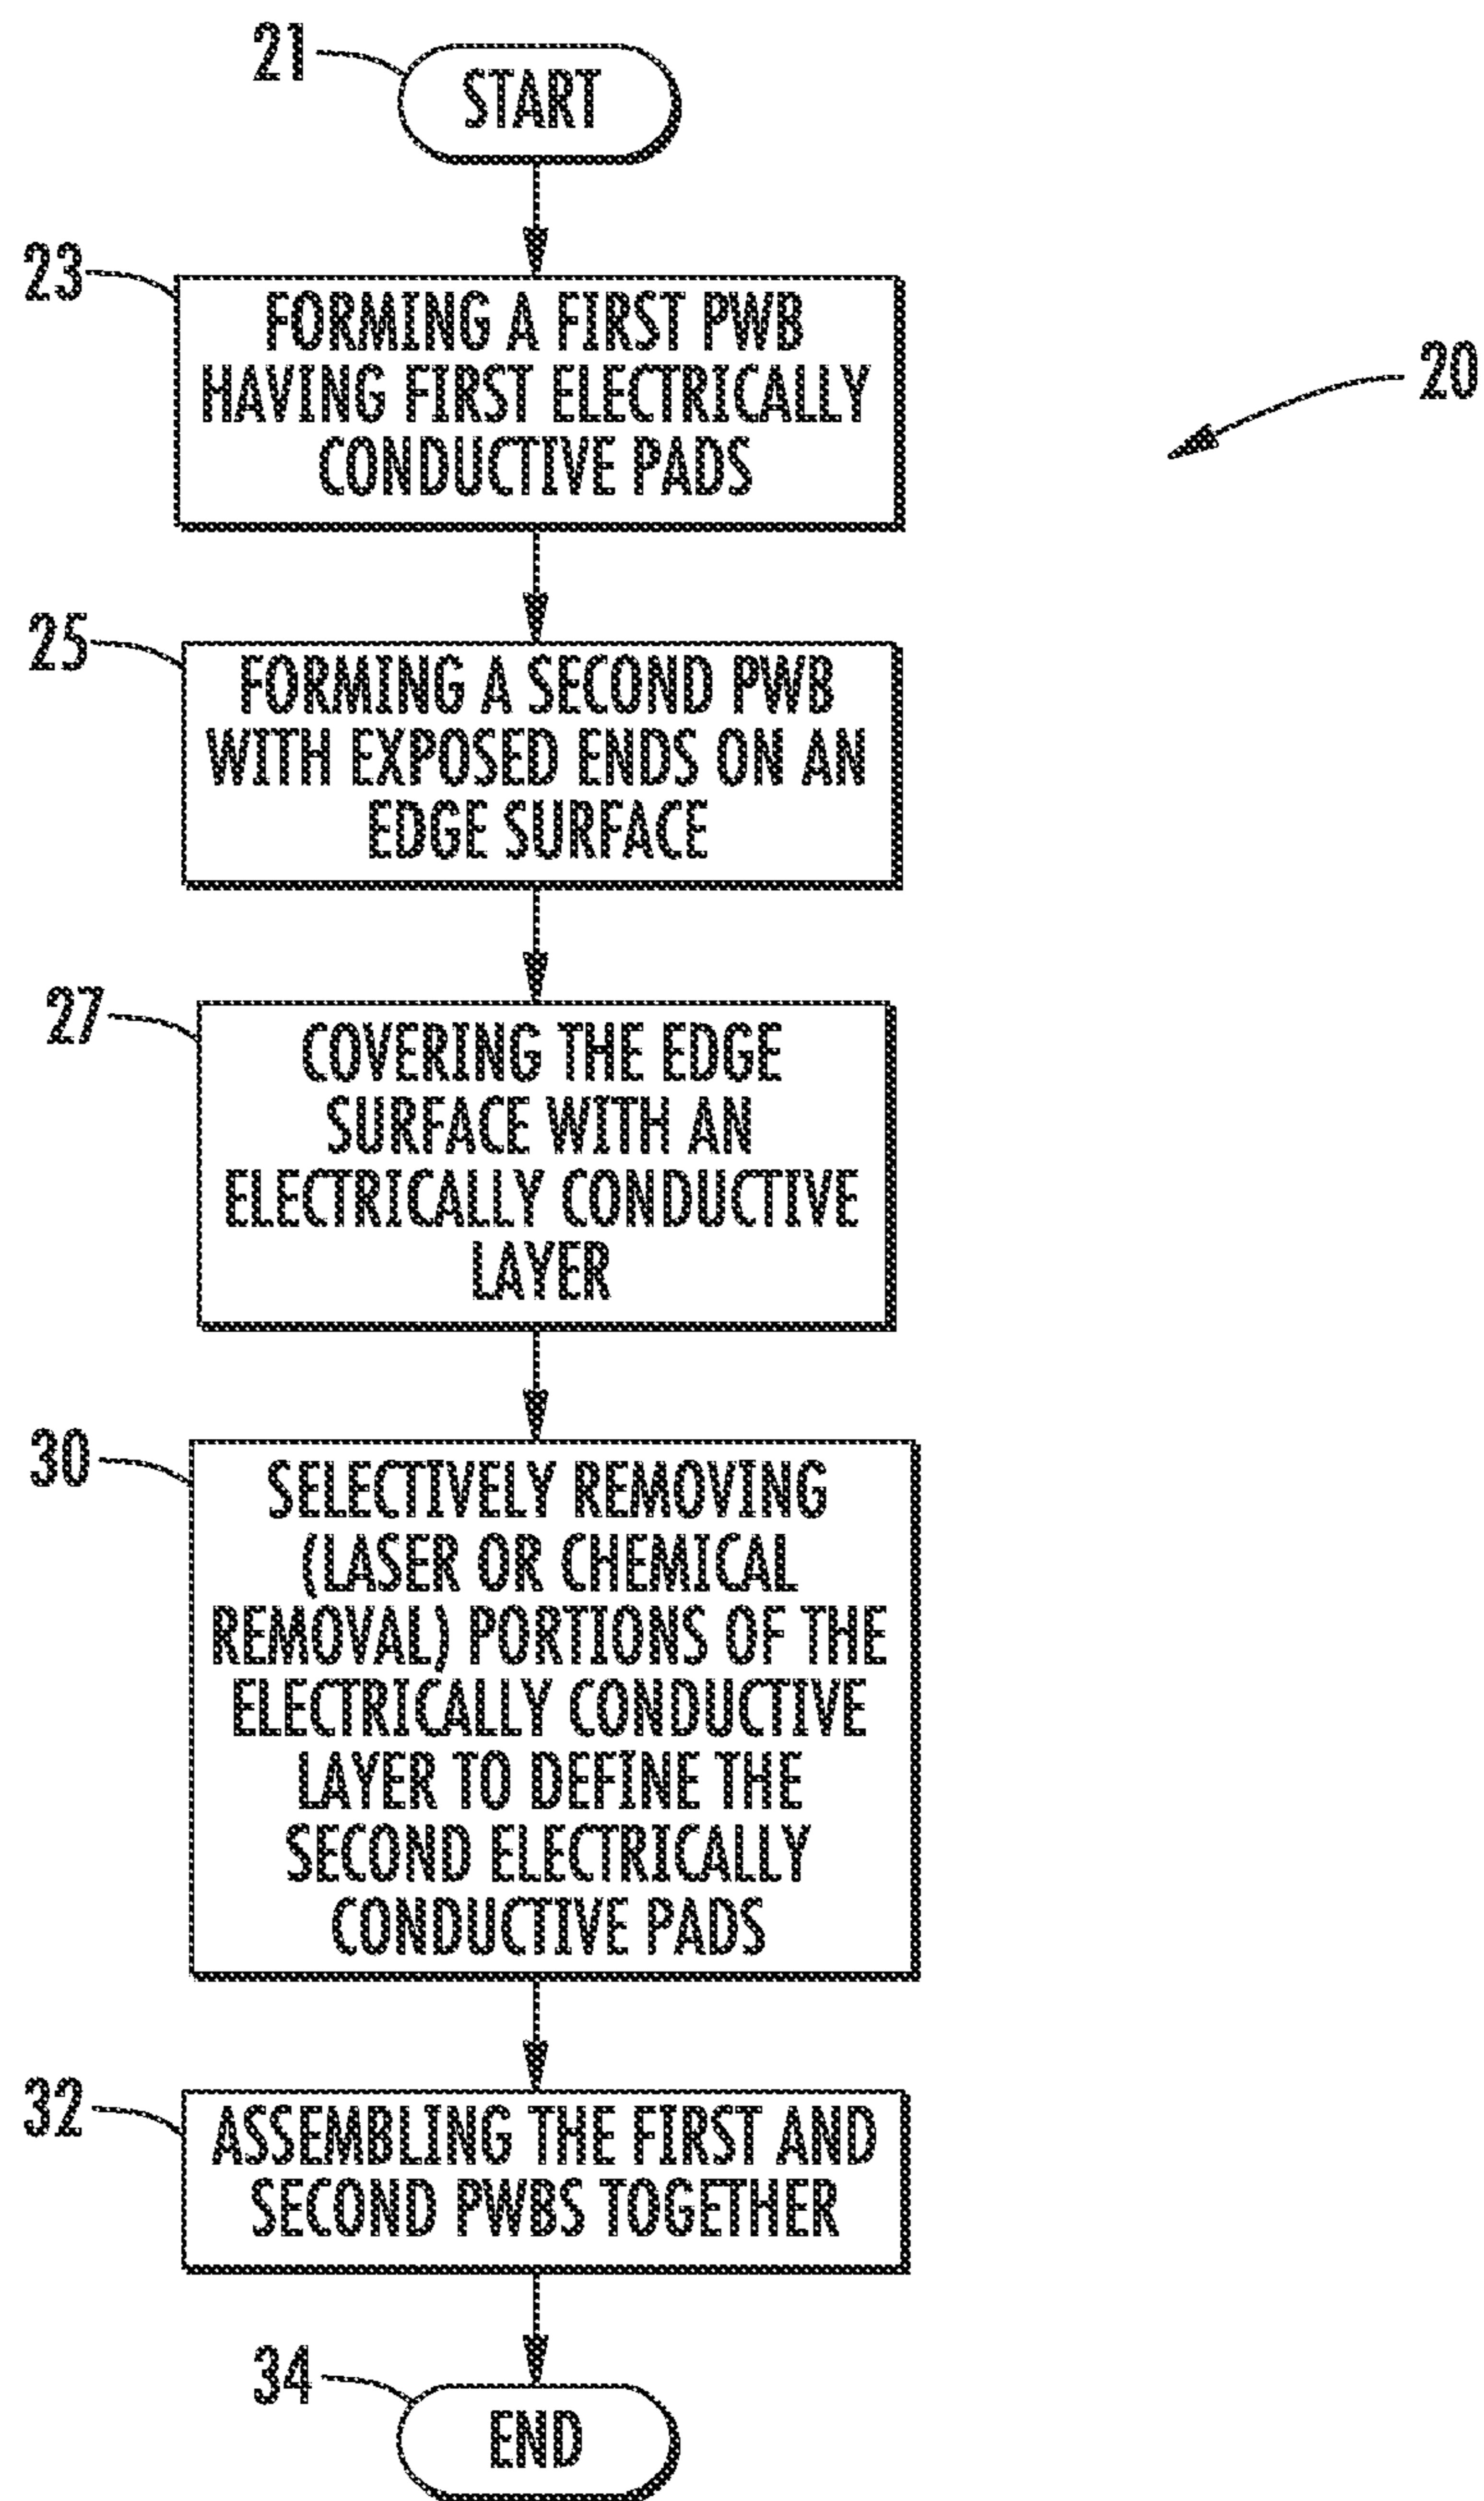 21
START
23
FORMING A FIRST PWB
HAVING FIRST ELECTRICALLY
CONDUCTIVE PADS
20
25
FORMING A SECOND PWB
WITH EXPOSED ENDS ON AN
EDGE SURFACE
27
COVERING THE EDGE
SURFACE WITH AN
ELECTRICALLY CONDUCTIVE
LAYER
30
SELECTIVELY REMOVING
(LASER OR CHEMICAL
REMOVAL) PORTIONS OF THE
ELECTRICALLY CONDUCTIVE
LAYER TO DEFINE THE
SECOND ELECTRICALLY
CONDUCTIVE PADS
32
ASSEMBLING THE FIRST AND
SECOND PWBS TOGETHER
34
END